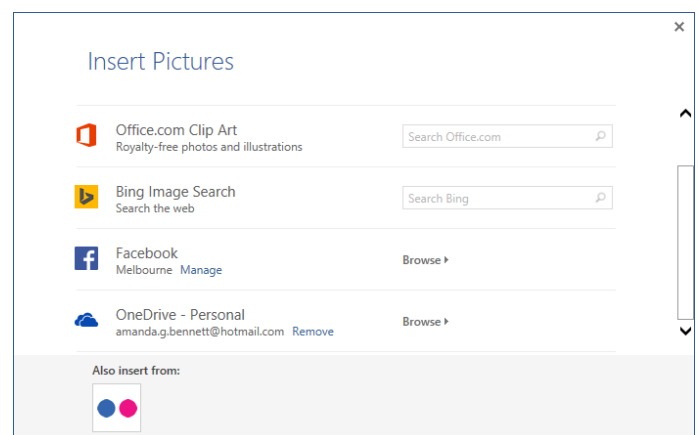 Insert Pictures
Office.com Clip Art
Royalty-free photos and illustrations
Search Office.com
Bing Image Search
Search the web
Search Bing
Facebook
Melbourne Manage
Browse
OneDrive - Personal
amanda.g.bennett@hotmail.com Remove
Browse
Also insert from: